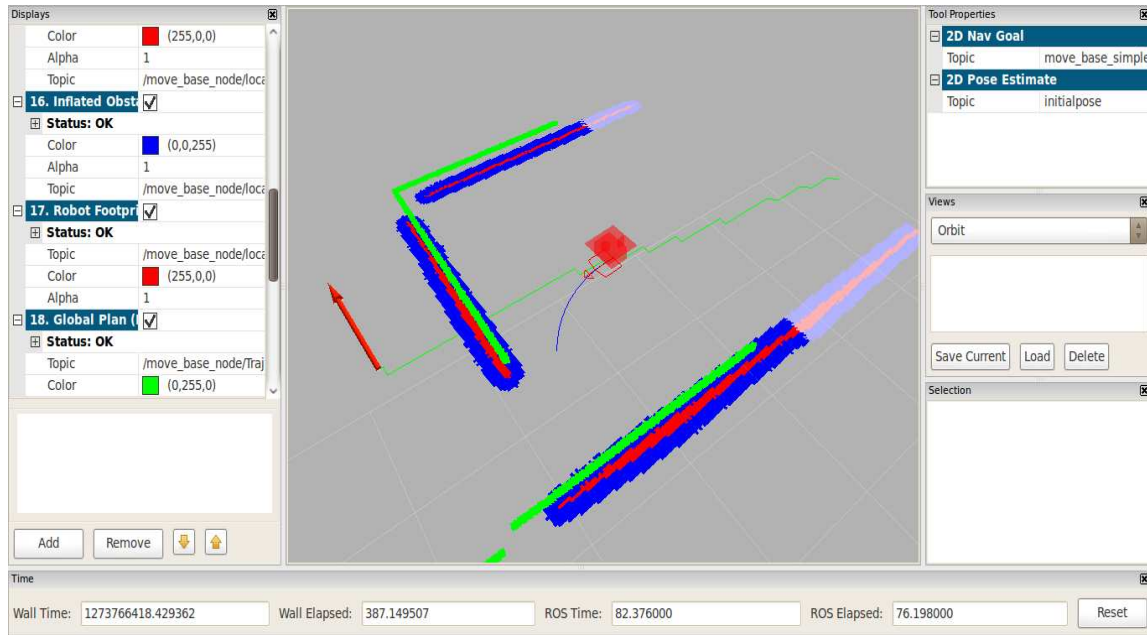 Displays
Color (255,0,0)
Alpha 1
Topic /move_base_node/loca
16. Inflated Obsta
Status: OK
Color (0,0,255)
Alpha 1
Topic /move_base_node/loca
17. Robot Footpri
Status: OK
Topic /move_base_node/loca
Color (255,0,0)
Alpha 1
18. Global Plan (
Status: OK
Topic /move_base_node/Traj
Color (0,255,0)
Add Remove
Tool Properties
2D Nav Goal
Topic move_base_simple
2D Pose Estimate
Topic initialpose
Views
Orbit
Save Current Load Delete
Selection
Time
Wall Time: 1273766418.429362 Wall Elapsed: 387.149507 ROS Time: 82.376000 ROS Elapsed: 76.198000 Reset